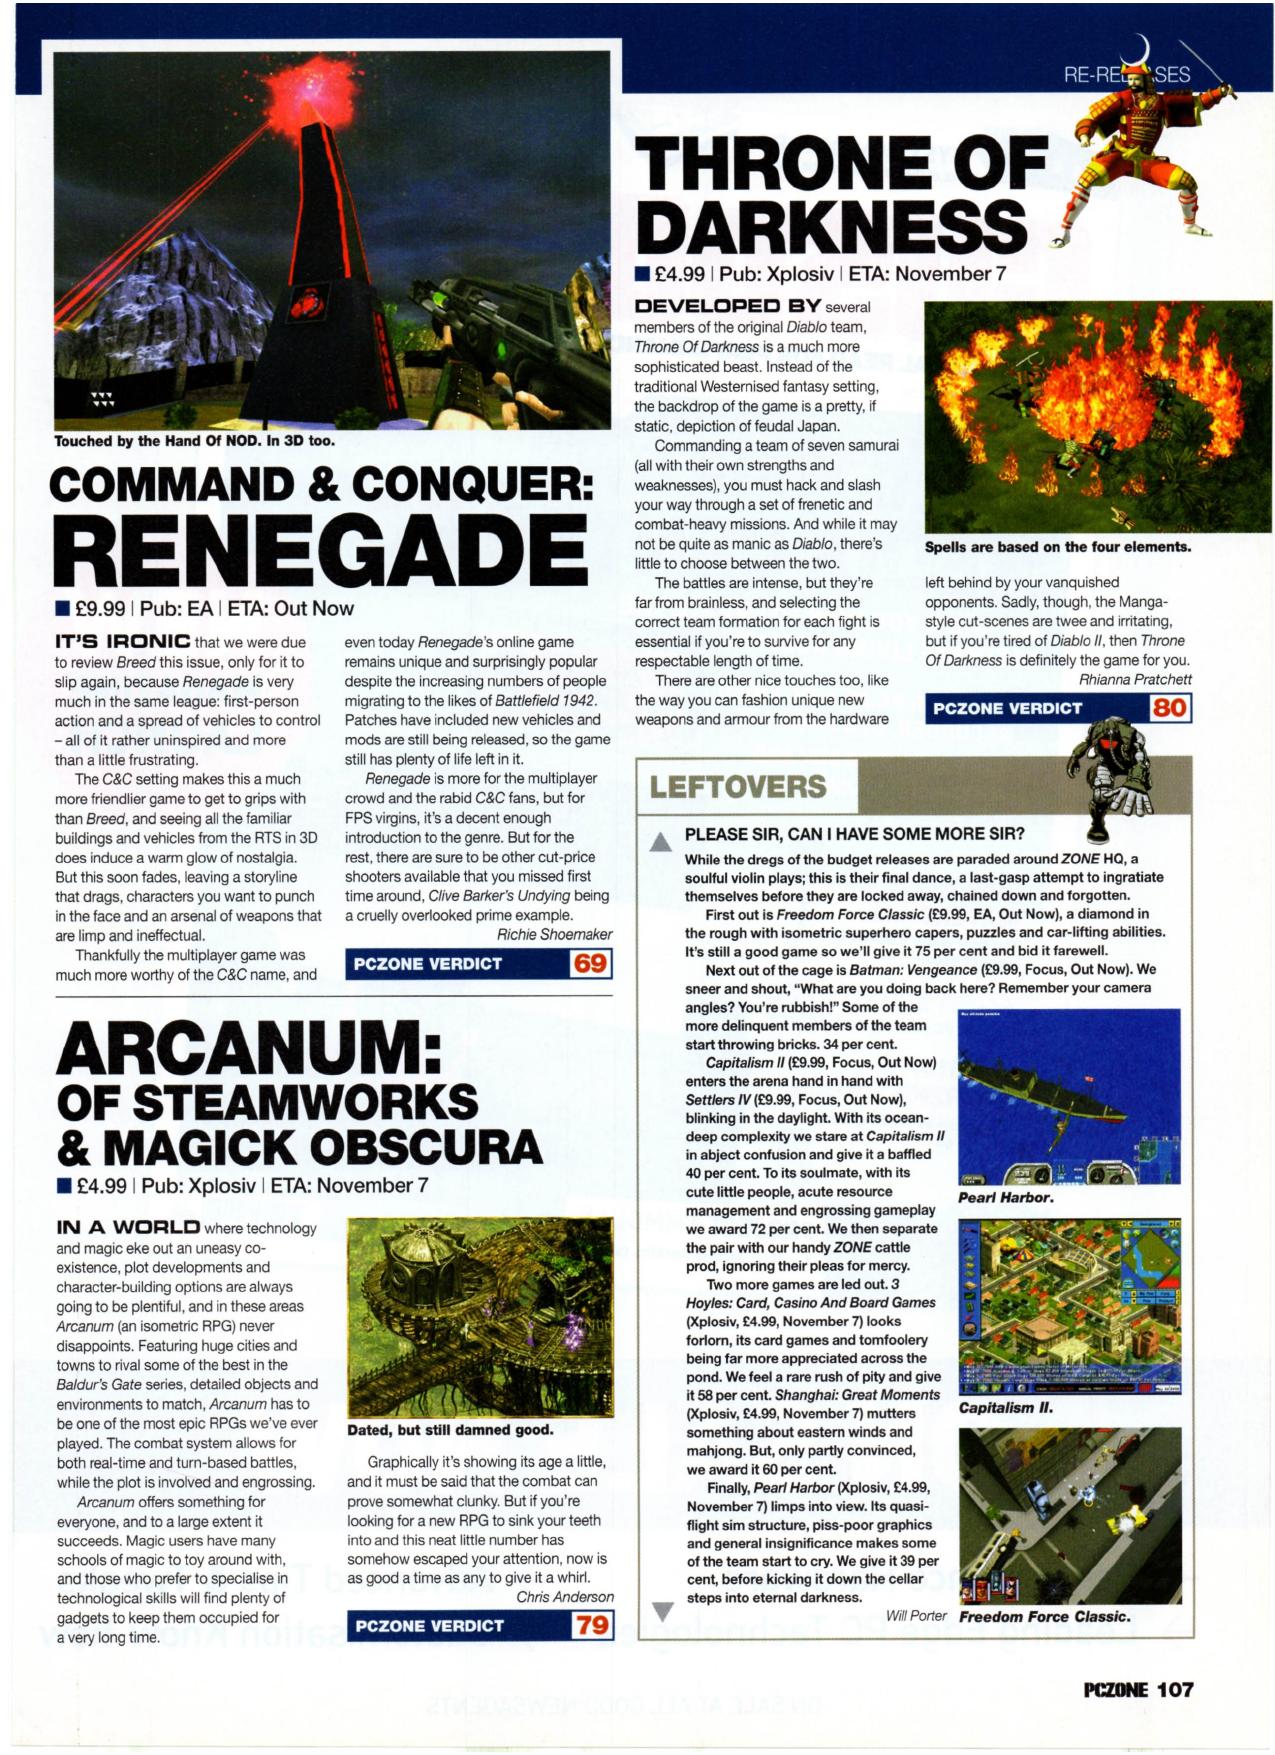 RE-RELEASES
Touched by the Hand Of NOD. In 3D too.
COMMAND & CONQUER:
RENEGADE
■ £9.99 | Pub: EA | ETA: Out Now
IT'S IRONIC that we were due
to review Breed this issue, only for it to
slip again, because Renegade is very
much in the same league: first-person
action and a spread of vehicles to control
– all of it rather uninspired and more
than a little frustrating.
The C&C setting makes this a much
more friendlier game to get to grips with
than Breed, and seeing all the familiar
buildings and vehicles from the RTS in 3D
does induce a warm glow of nostalgia.
But this soon fades, leaving a storyline
that drags, characters you want to punch
in the face and an arsenal of weapons that
are limp and ineffectual.
Thankfully the multiplayer game was
much more worthy of the C&C name, and
even today Renegade's online game
remains unique and surprisingly popular
despite the increasing numbers of people
migrating to the likes of Battlefield 1942.
Patches have included new vehicles and
mods are still being released, so the game
still has plenty of life left in it.
Renegade is more for the multiplayer
crowd and the rabid C&C fans, but for
FPS virgins, it's a decent enough
introduction to the genre. But for the
rest, there are sure to be other cut-price
shooters available that you missed first
time around, Clive Barker's Undying being
a cruelly overlooked prime example.
Richie Shoemaker
PCZONE VERDICT 69
ARCANUM:
OF STEAMWORKS
& MAGICK OBSCURA
■ £4.99 | Pub: Xplosiv | ETA: November 7
IN A WORLD where technology
and magic eke out an uneasy co-
existence, plot developments and
character-building options are always
going to be plentiful, and in these areas
Arcanum (an isometric RPG) never
disappoints. Featuring huge cities and
towns to rival some of the best in the
Baldur's Gate series, detailed objects and
environments to match, Arcanum has to
be one of the most epic RPGs we've ever
played. The combat system allows for
both real-time and turn-based battles,
while the plot is involved and engrossing.
Arcanum offers something for
everyone, and to a large extent it
succeeds. Magic users have many
schools of magic to toy around with,
and those who prefer to specialise in
technological skills will find plenty of
gadgets to keep them occupied for
a very long time.
Dated, but still damned good.
Graphically it's showing its age a little,
and it must be said that the combat can
prove somewhat clunky. But if you're
looking for a new RPG to sink your teeth
into and this neat little number has
somehow escaped your attention, now is
as good a time as any to give it a whirl.
Chris Anderson
PCZONE VERDICT 79
THRONE OF
DARKNESS
■ £4.99 | Pub: Xplosiv | ETA: November 7
DEVELOPED BY several
members of the original Diablo team,
Throne Of Darkness is a much more
sophisticated beast. Instead of the
traditional Westernised fantasy setting,
the backdrop of the game is a pretty, if
static, depiction of feudal Japan.
Commanding a team of seven samurai
(all with their own strengths and
weaknesses), you must hack and slash
your way through a set of frenetic and
combat-heavy missions. And while it may
not be quite as manic as Diablo, there's
little to choose between the two.
The battles are intense, but they're
far from brainless, and selecting the
correct team formation for each fight is
essential if you're to survive for any
respectable length of time.
There are other nice touches too, like
the way you can fashion unique new
weapons and armour from the hardware
Spells are based on the four elements.
left behind by your vanquished
opponents. Sadly, though, the Manga-
style cut-scenes are twee and irritating,
but if you're tired of Diablo II, then Throne
Of Darkness is definitely the game for you.
Rhianna Pratchett
PCZONE VERDICT 80
LEFTOVERS
PLEASE SIR, CAN I HAVE SOME MORE SIR?
While the dregs of the budget releases are paraded around ZONE HQ, a
soulful violin plays; this is their final dance, a last-gasp attempt to ingratiate
themselves before they are locked away, chained down and forgotten.
First out is Freedom Force Classic (£9.99, EA, Out Now), a diamond in
the rough with isometric superhero capers, puzzles and car-lifting abilities.
It's still a good game so we'll give it 75 per cent and bid it farewell.
Next out of the cage is Batman: Vengeance (£9.99, Focus, Out Now). We
sneer and shout, "What are you doing back here? Remember your camera
angles? You're rubbish!" Some of the
more delinquent members of the team
start throwing bricks. 34 per cent.
Capitalism II (£9.99, Focus, Out Now)
enters the arena hand in hand with
Settlers IV (£9.99, Focus, Out Now),
blinking in the daylight. With its ocean-
deep complexity we stare at Capitalism II
in abject confusion and give it a baffled
40 per cent. To its soulmate, with its
cute little people, acute resource
management and engrossing gameplay
we award 72 per cent. We then separate
the pair with our handy ZONE cattle
prod, ignoring their pleas for mercy.
Two more games are led out. 3
Hoyles: Card, Casino And Board Games
(Xplosiv, £4.99, November 7) looks
forlorn, its card games and tomfoolery
being far more appreciated across the
pond. We feel a rare rush of pity and give
it 58 per cent. Shanghai: Great Moments
(Xplosiv, £4.99, November 7) mutters
something about eastern winds and
mahjong. But, only partly convinced,
we award it 60 per cent.
Finally, Pearl Harbor (Xplosiv, £4.99,
November 7) limps into view. Its quasi-
flight sim structure, piss-poor graphics
and general insignificance makes some
of the team start to cry. We give it 39 per
cent, before kicking it down the cellar
steps into eternal darkness.
Will Porter
Pearl Harbor.
Capitalism II.
Freedom Force Classic.
PCZONE 107